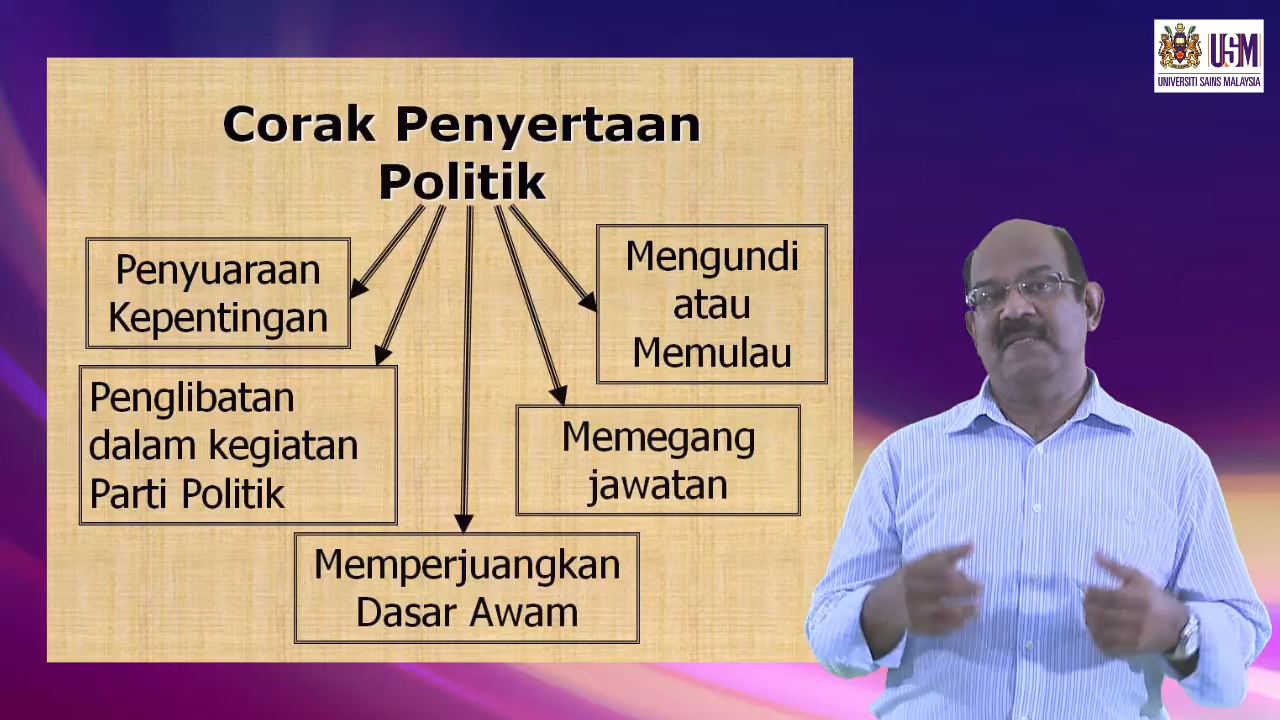 Corak Penyertaan
Politik
Penyuaraan
Kepentingan
Mengundi
atau
Memulau
Penglibatan
dalam kegiatan
Parti Politik
Memegang
jawatan
Memperjuangkan
Dasar Awam
USM
UNIVERSITI SAINS MALAYSIA